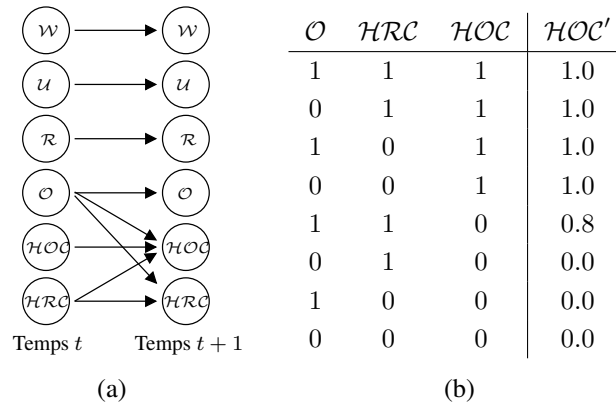 𝒲 𝒲
𝒰 𝒰
ℛ ℛ
𝒪 𝒪
ℋ𝒪𝒞 ℋ𝒪𝒞
ℋℛ𝒞 ℋℛ𝒞
Temps t Temps t + 1
(a)
𝒪 ℋℛ𝒞 ℋ𝒪𝒞 ℋ𝒪𝒞′
1 1 1 1.0
0 1 1 1.0
1 0 1 1.0
0 0 1 1.0
1 1 0 0.8
0 1 0 0.0
1 0 0 0.0
0 0 0 0.0
(b)